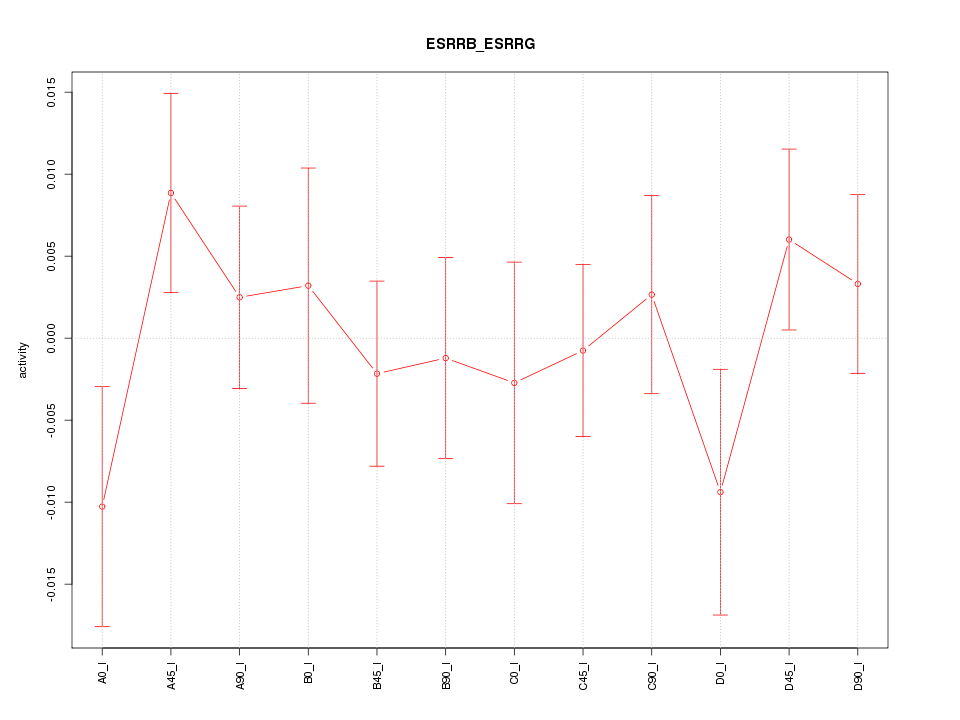 ESRRB_ESRRG
activity
0.015
0.010
0.005
0.000
-0.005
-0.010
-0.015
A0_I
A45_I
A90_I
B0_I
B45_I
B90_I
C0_I
C45_I
C90_I
D0_I
D45_I
D90_I